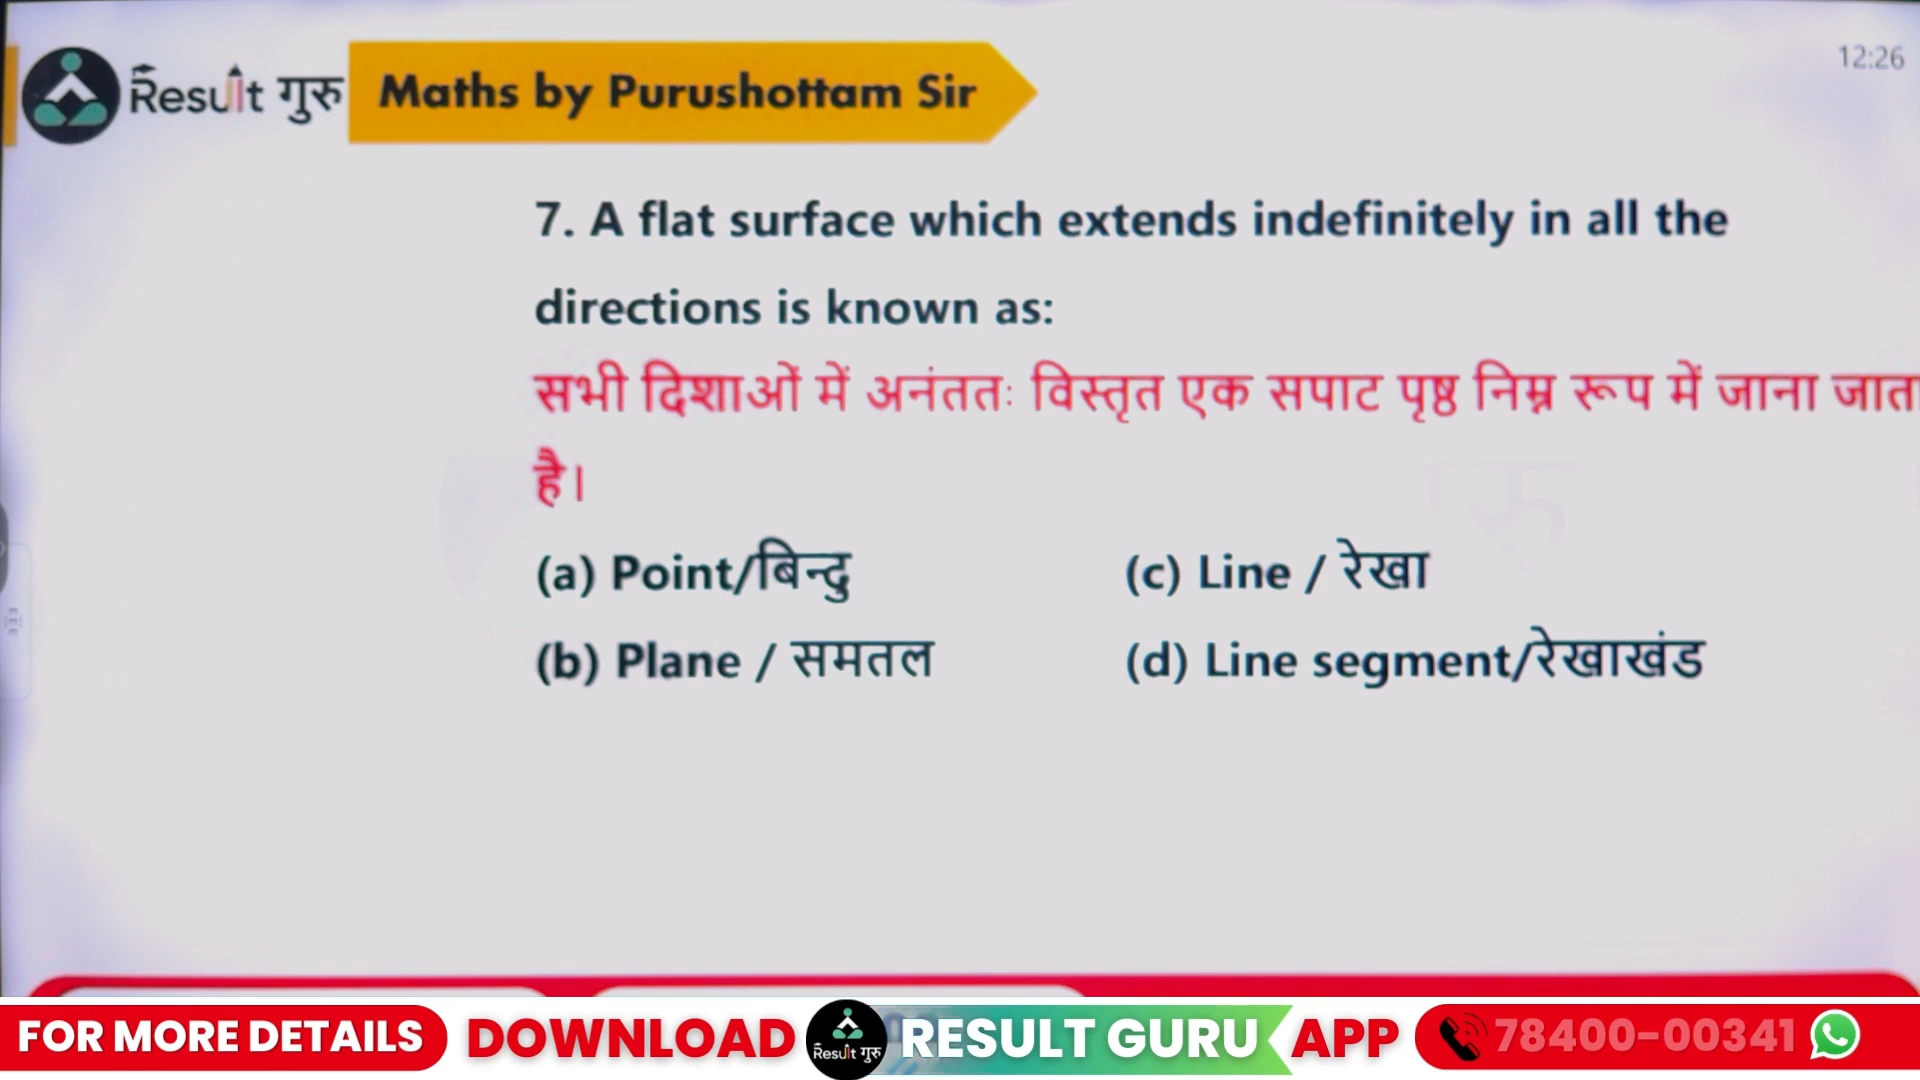 Result गुरु Maths by Purushottam Sir
12:26
7. A flat surface which extends indefinitely in all the
directions is known as:
सभी दिशाओं में अनंततः विस्तृत एक सपाट पृष्ठ निम्न रूप में जाना जाता
है।
(a) Point/बिन्दु (c) Line / रेखा
(b) Plane / समतल (d) Line segment/रेखाखंड
FOR MORE DETAILS DOWNLOAD Result गुरु RESULT GURU APP 78400-00341